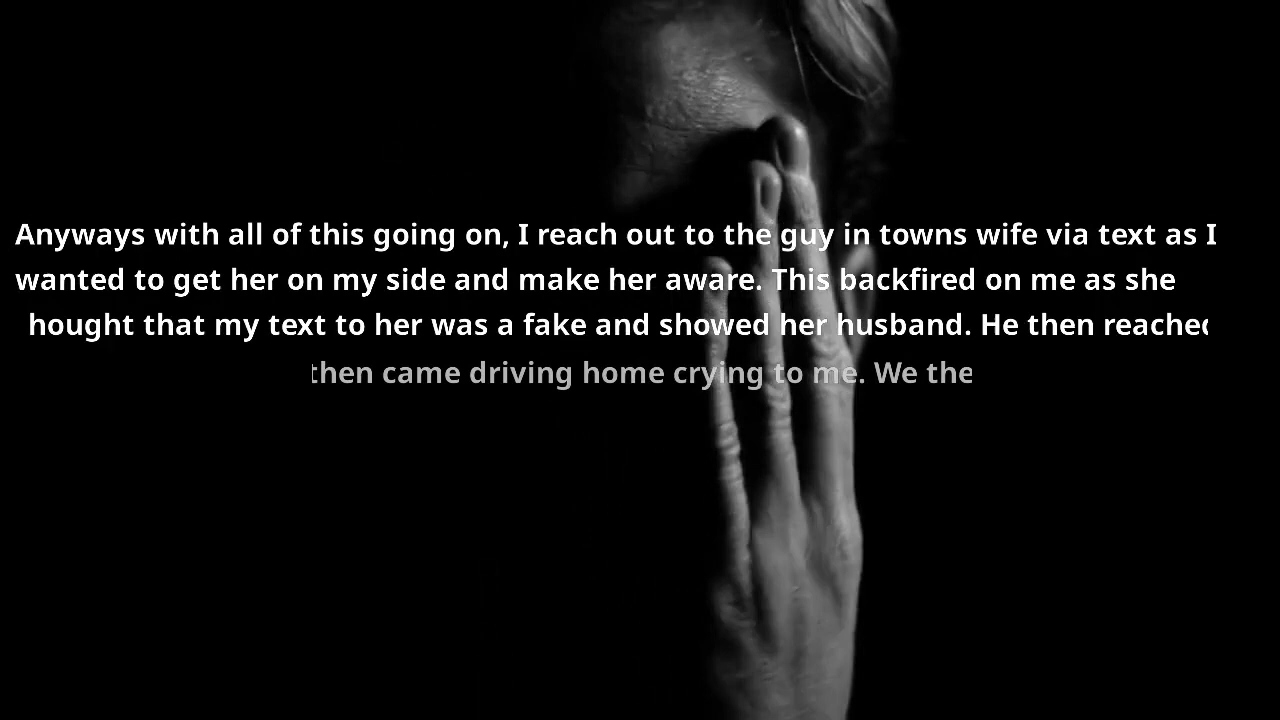 Anyways with all of this going on, I reach out to the guy in towns wife via text as I
wanted to get her on my side and make her aware. This backfired on me as she
hought that my text to her was a fake and showed her husband. He then reached
then came driving home crying to me. We the